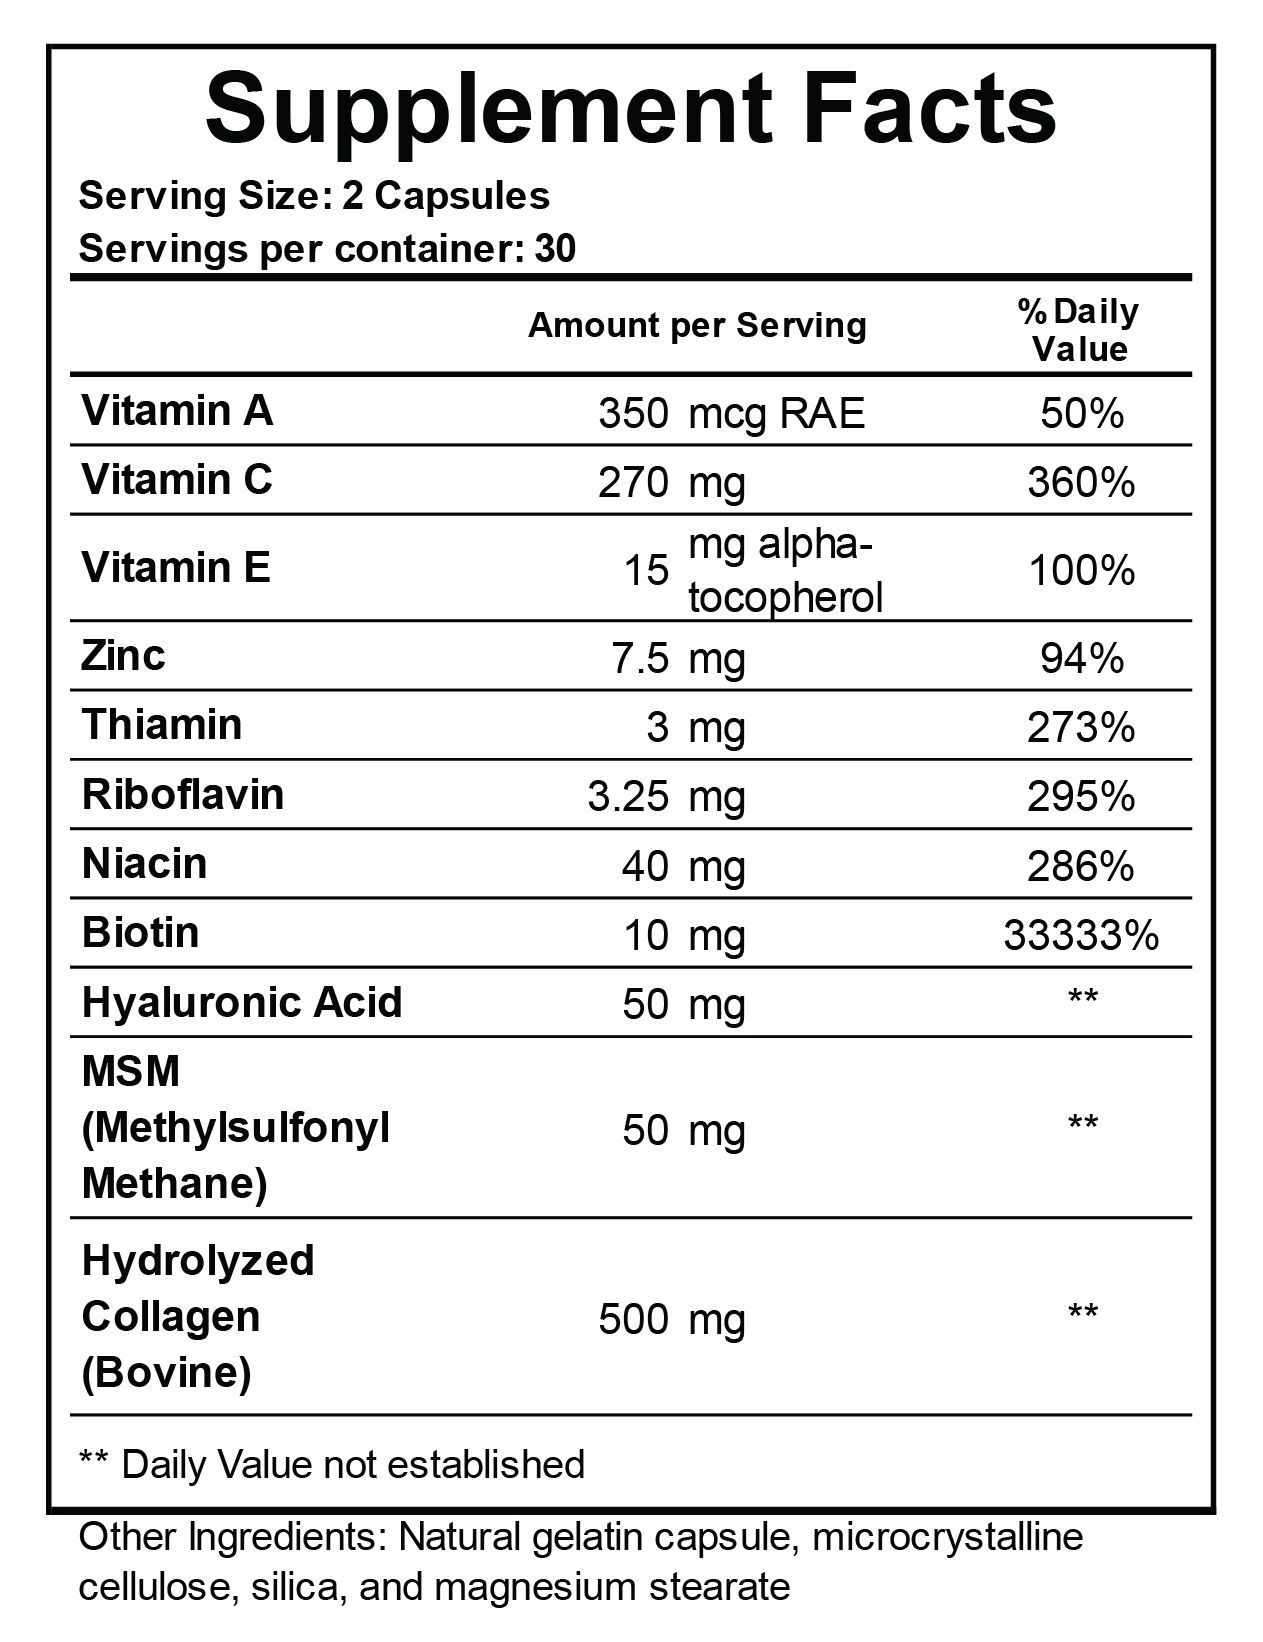 Supplement Facts
Serving Size: 2 Capsules
Servings per container: 30
Amount per Serving % Daily
Value
Vitamin A 350 mcg RAE 50%
Vitamin C 270 mg 360%
Vitamin E 15 mg alpha-
tocopherol 100%
Zinc 7.5 mg 94%
Thiamin 3 mg 273%
Riboflavin 3.25 mg 295%
Niacin 40 mg 286%
Biotin 10 mg 33333%
Hyaluronic Acid 50 mg **
MSM
(Methylsulfonyl 50 mg **
Methane)
Hydrolyzed
Collagen 500 mg **
(Bovine)
** Daily Value not established
Other Ingredients: Natural gelatin capsule, microcrystalline
cellulose, silica, and magnesium stearate